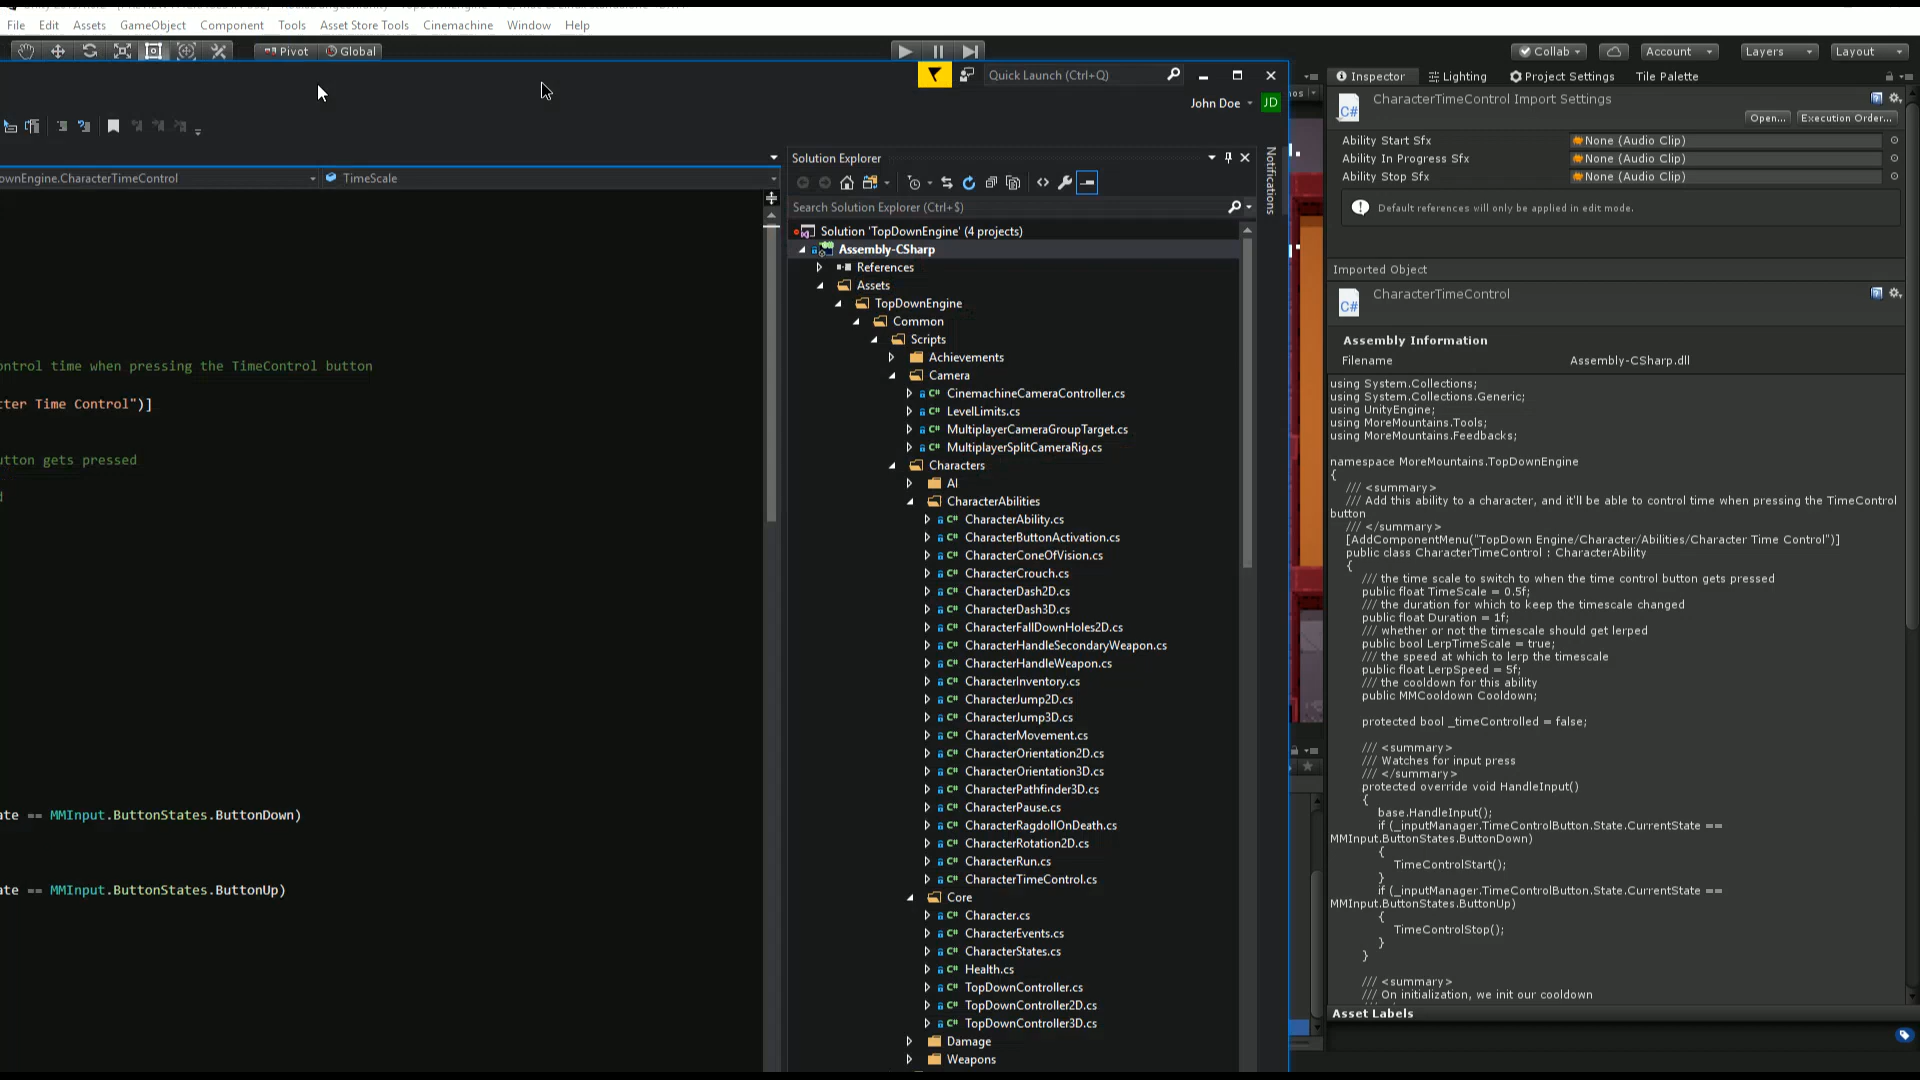 File Edit Assets GameObject Component Tools Asset Store Tools Cinemachine Window Help
Pivot Global
Collab Account Layers Layout
Quick Launch (Ctrl+Q)
John Doe JD
ownEngine.CharacterTimeControl TimeScale
ontrol time when pressing the TimeControl button
cter Time Control")]
utton gets pressed
d
ate == MMInput.ButtonStates.ButtonDown)
ate == MMInput.ButtonStates.ButtonUp)
Solution Explorer
Search Solution Explorer (Ctrl+$)
Solution 'TopDownEngine' (4 projects)
Assembly-CSharp
References
Assets
TopDownEngine
Common
Scripts
Achievements
Camera
C# CinemachineCameraController.cs
C# LevelLimits.cs
C# MultiplayerCameraGroupTarget.cs
C# MultiplayerSplitCameraRig.cs
Characters
AI
CharacterAbilities
C# CharacterAbility.cs
C# CharacterButtonActivation.cs
C# CharacterConeOfVision.cs
C# CharacterCrouch.cs
C# CharacterDash2D.cs
C# CharacterDash3D.cs
C# CharacterFallDownHoles2D.cs
C# CharacterHandleSecondaryWeapon.cs
C# CharacterHandleWeapon.cs
C# CharacterInventory.cs
C# CharacterJump2D.cs
C# CharacterJump3D.cs
C# CharacterMovement.cs
C# CharacterOrientation2D.cs
C# CharacterOrientation3D.cs
C# CharacterPathfinder3D.cs
C# CharacterPause.cs
C# CharacterRagdollOnDeath.cs
C# CharacterRotation2D.cs
C# CharacterRun.cs
C# CharacterTimeControl.cs
Core
C# Character.cs
C# CharacterEvents.cs
C# CharacterStates.cs
C# Health.cs
C# TopDownController.cs
C# TopDownController2D.cs
C# TopDownController3D.cs
Damage
Weapons
Notifications
Inspector Lighting Project Settings Tile Palette
C# CharacterTimeControl Import Settings
Open... Execution Order...
Ability Start Sfx None (Audio Clip)
Ability In Progress Sfx None (Audio Clip)
Ability Stop Sfx None (Audio Clip)
Default references will only be applied in edit mode.
Imported Object
C# CharacterTimeControl
Assembly Information
Filename Assembly-CSharp.dll
using System.Collections;
using System.Collections.Generic;
using UnityEngine;
using MoreMountains.Tools;
using MoreMountains.Feedbacks;
namespace MoreMountains.TopDownEngine
{
/// <summary>
/// Add this ability to a character, and it'll be able to control time when pressing the TimeControl
button
/// </summary>
[AddComponentMenu("TopDown Engine/Character/Abilities/Character Time Control")]
public class CharacterTimeControl : CharacterAbility
{
/// the time scale to switch to when the time control button gets pressed
public float TimeScale = 0.5f;
/// the duration for which to keep the timescale changed
public float Duration = 1f;
/// whether or not the timescale should get lerped
public bool LerpTimeScale = true;
/// the speed at which to lerp the timescale
public float LerpSpeed = 5f;
/// the cooldown for this ability
public MMCooldown Cooldown;
protected bool _timeControlled = false;
/// <summary>
/// Watches for input press
/// </summary>
protected override void HandleInput()
{
base.HandleInput();
if (_inputManager.TimeControlButton.State.CurrentState ==
MMInput.ButtonStates.ButtonDown)
{
TimeControlStart();
}
if (_inputManager.TimeControlButton.State.CurrentState ==
MMInput.ButtonStates.ButtonUp)
{
TimeControlStop();
}
}
/// <summary>
/// On initialization, we init our cooldown
Asset Labels